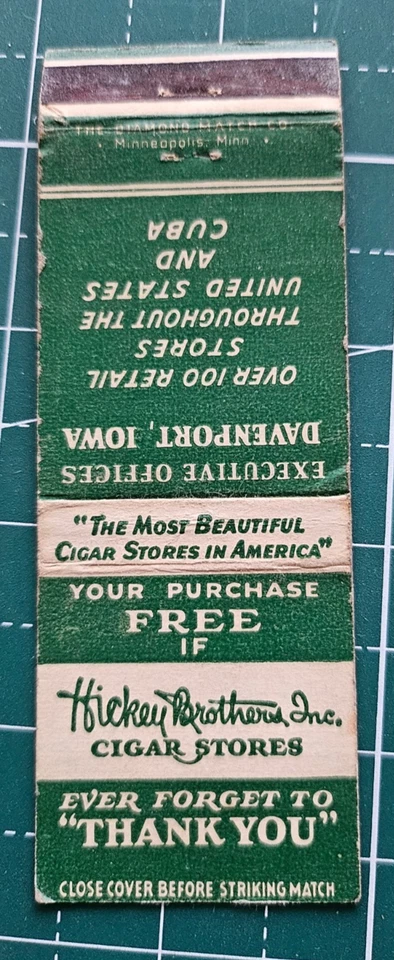 THE DIAMOND MATCH CO.
• Minneapolis, Minn. •
EXECUTIVE OFFICES
DAVENPORT, IOWA
OVER 100 RETAIL
STORES
THROUGHOUT THE
UNITED STATES
AND
CUBA
"THE MOST BEAUTIFUL
CIGAR STORES IN AMERICA"
YOUR PURCHASE
FREE
IF
Hickey Brothers, Inc.
CIGAR STORES
EVER FORGET TO
"THANK YOU"
CLOSE COVER BEFORE STRIKING MATCH